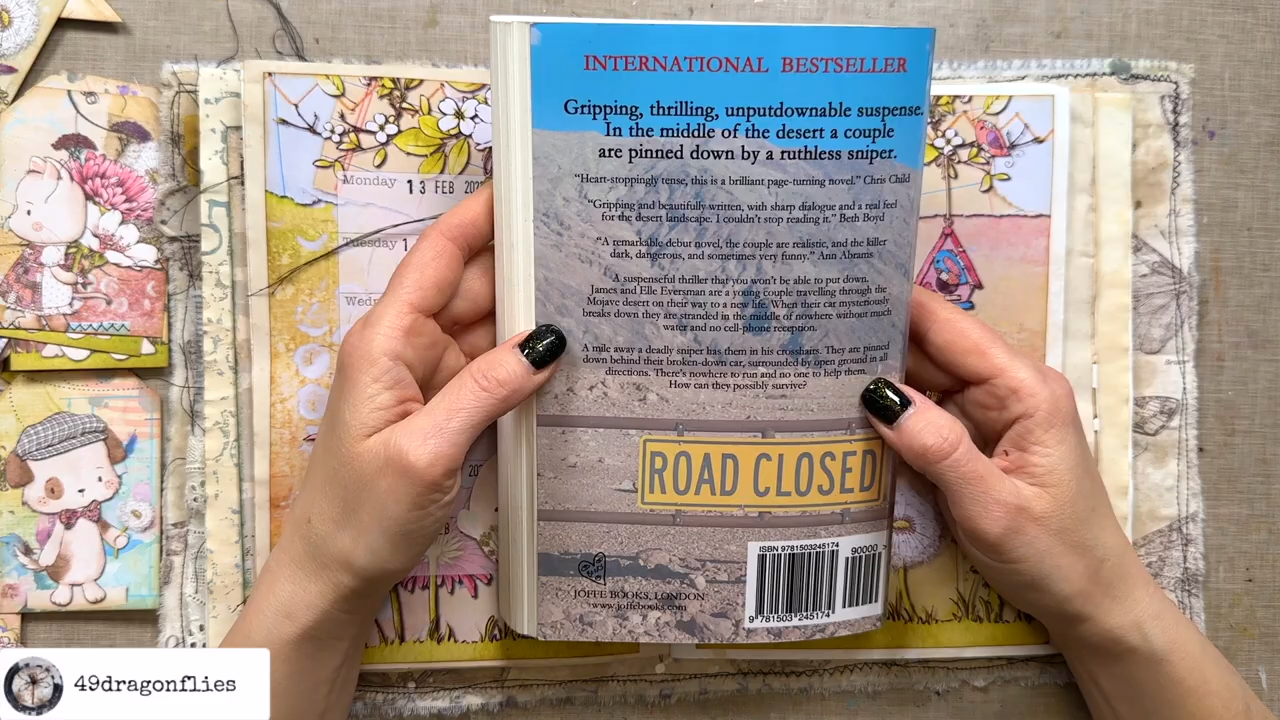 INTERNATIONAL BESTSELLER
Gripping, thrilling, unputdownable suspense.
In the middle of the desert a couple
are pinned down by a ruthless sniper.
“Heart-stoppingly tense, this is a brilliant page-turning novel.” Chris Child
“Gripping and beautifully written, with sharp dialogue and a real feel
for the desert landscape. I couldn't stop reading it.” Beth Boyd
“A remarkable debut novel, the couple are realistic, and the killer
dark, dangerous, and sometimes very funny.” Ann Abrams
A suspenseful thriller that you won't be able to put down.
James and Elle Eversman are a young couple travelling through the
Mojave desert on their way to a new life. When their car mysteriously
breaks down they are stranded in the middle of nowhere without much
water and no cell-phone reception.
A mile away a deadly sniper has them in his crosshairs. They are pinned
down behind their broken-down car, surrounded by open ground in all
directions. There's nowhere to run and no one to help them.
How can they possibly survive?
ROAD CLOSED
ISBN 9781503245174
90000 >
9 781503 245174
JOFFE BOOKS, LONDON
www.joffebooks.com
Monday 13 FEB
Tuesday 1
Wed
49dragonflies